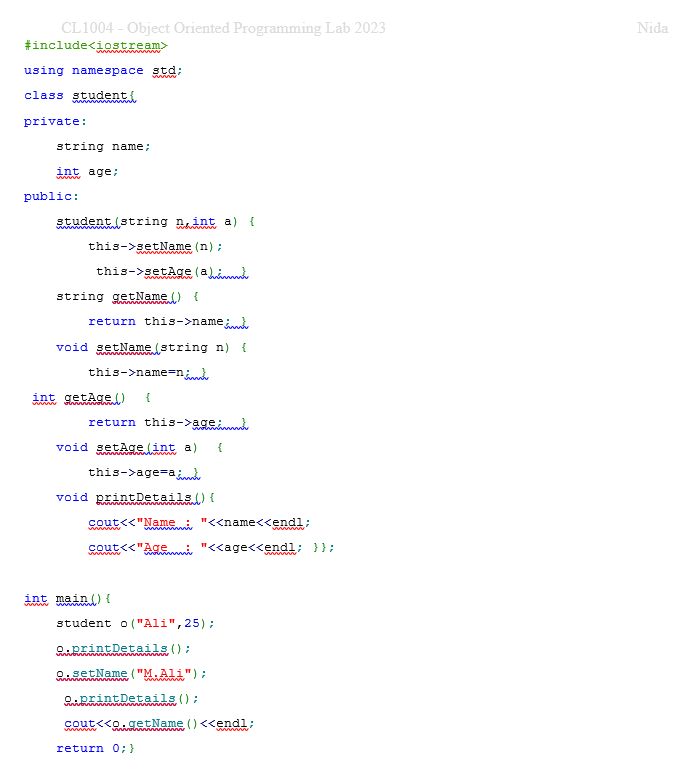 CL1004 - Object Oriented Programming Lab 2023 Nida
#include<iostream>
using namespace std;
class student{
private:
    string name;
    int age;
public:
    student(string n,int a) {
        this->setName(n);
         this->setAge(a);  }
    string getName() {
        return this->name; }
    void setName(string n) {
        this->name=n; }
 int getAge()  {
        return this->age;  }
    void setAge(int a)  {
        this->age=a; }
    void printDetails(){
        cout<<"Name : "<<name<<endl;
        cout<<"Age  : "<<age<<endl; }};
int main(){
    student o("Ali",25);
    o.printDetails();
    o.setName("M.Ali");
     o.printDetails();
     cout<<o.getName()<<endl;
    return 0;}